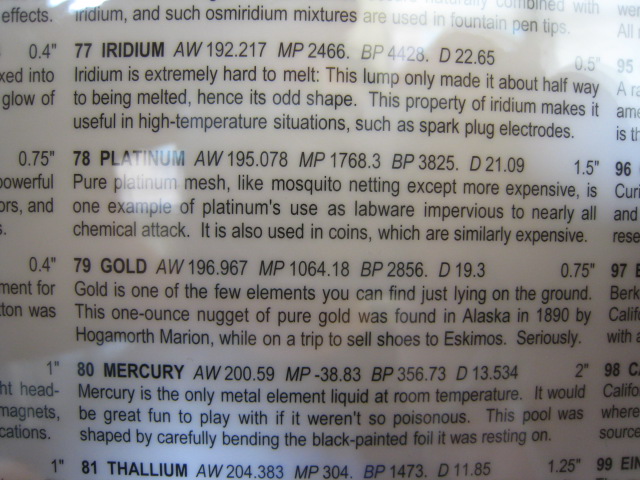 effects.
iridium, and such osmiridium mixtures are used in fountain pen tips.
All
0.4"
77 IRIDIUM AW 192.217 MP 2466. BP 4428. D 22.65 0.5"
Iridium is extremely hard to melt: This lump only made it about half way
to being melted, hence its odd shape. This property of iridium makes it
useful in high-temperature situations, such as spark plug electrodes.
xed into
glow of
0.75"
78 PLATINUM AW 195.078 MP 1768.3 BP 3825. D 21.09 1.5"
Pure platinum mesh, like mosquito netting except more expensive, is
one example of platinum's use as labware impervious to nearly all
chemical attack. It is also used in coins, which are similarly expensive.
powerful
ors, and
s.
0.4"
79 GOLD AW 196.967 MP 1064.18 BP 2856. D 19.3 0.75"
Gold is one of the few elements you can find just lying on the ground.
This one-ounce nugget of pure gold was found in Alaska in 1890 by
Hogamorth Marion, while on a trip to sell shoes to Eskimos. Seriously.
ment for
tton was
1"
80 MERCURY AW 200.59 MP -38.83 BP 356.73 D 13.534 2"
Mercury is the only metal element liquid at room temperature. It would
be great fun to play with if it weren't so poisonous. This pool was
shaped by carefully bending the black-painted foil it was resting on.
ht head-
magnets,
cations.
1"
81 THALLIUM AW 204.383 MP 304. BP 1473. D 11.85 1.25"
95
A ra
ame
is th
96
Curi
and
rese
97
Berk
Calif
with a
98 CA
Califo
where
source
99 EIN